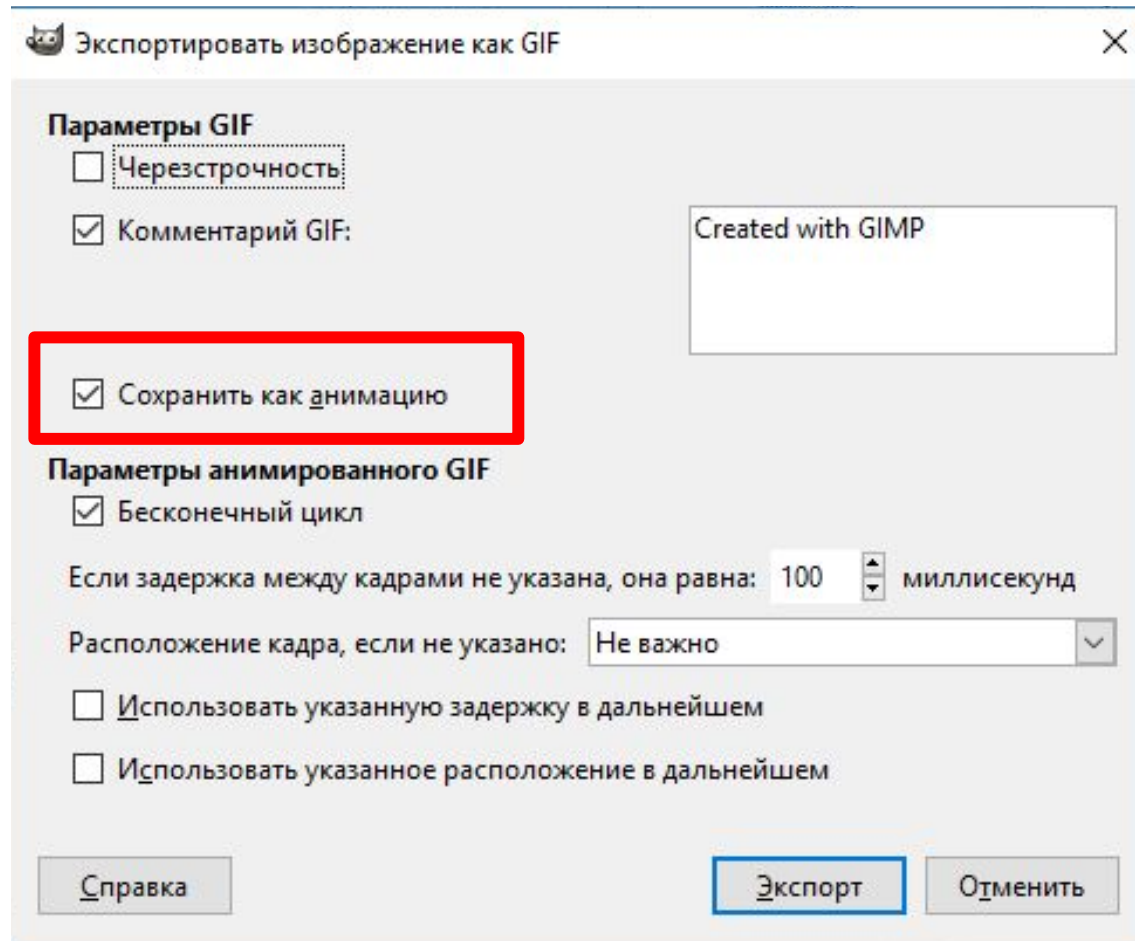 Экспортировать изображение как GIF
Параметры GIF
Черезстрочность
Комментарий GIF:
Created with GIMP
Сохранить как анимацию
Параметры анимированного GIF
Бесконечный цикл
Если задержка между кадрами не указана, она равна: 100 миллисекунд
Расположение кадра, если не указано: Не важно
Использовать указанную задержку в дальнейшем
Использовать указанное расположение в дальнейшем
Справка Экспорт Отменить